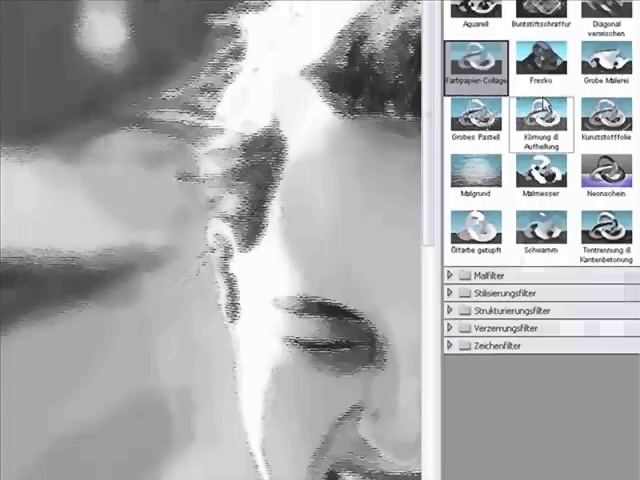 Aquarell
Buntstiftschraffur
Diagonal verwischen
Farbpapier-Collage
Fresko
Grobe Malerei
Grobes Pastell
Körnung & Aufhellung
Kunststofffolie
Malgrund
Malmesser
Neonschein
Ölfarbe getupft
Schwamm
Tontrennung & Kantenbetonung
Malfilter
Stilisierungsfilter
Strukturierungsfilter
Verzerrungsfilter
Zeichenfilter